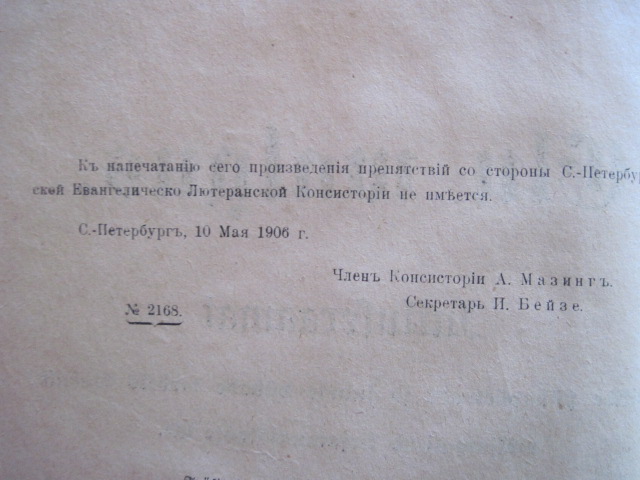 Къ напечатанію сего произведенія препятствій со стороны С.-Петербур-
ской Евангелическо Лютеранской Консисторіи не имѣется.
С.-Петербургъ, 10 Мая 1906 г.
Членъ Консисторіи А. Мазингъ.
Секретарь П. Бейзе.
№ 2168.